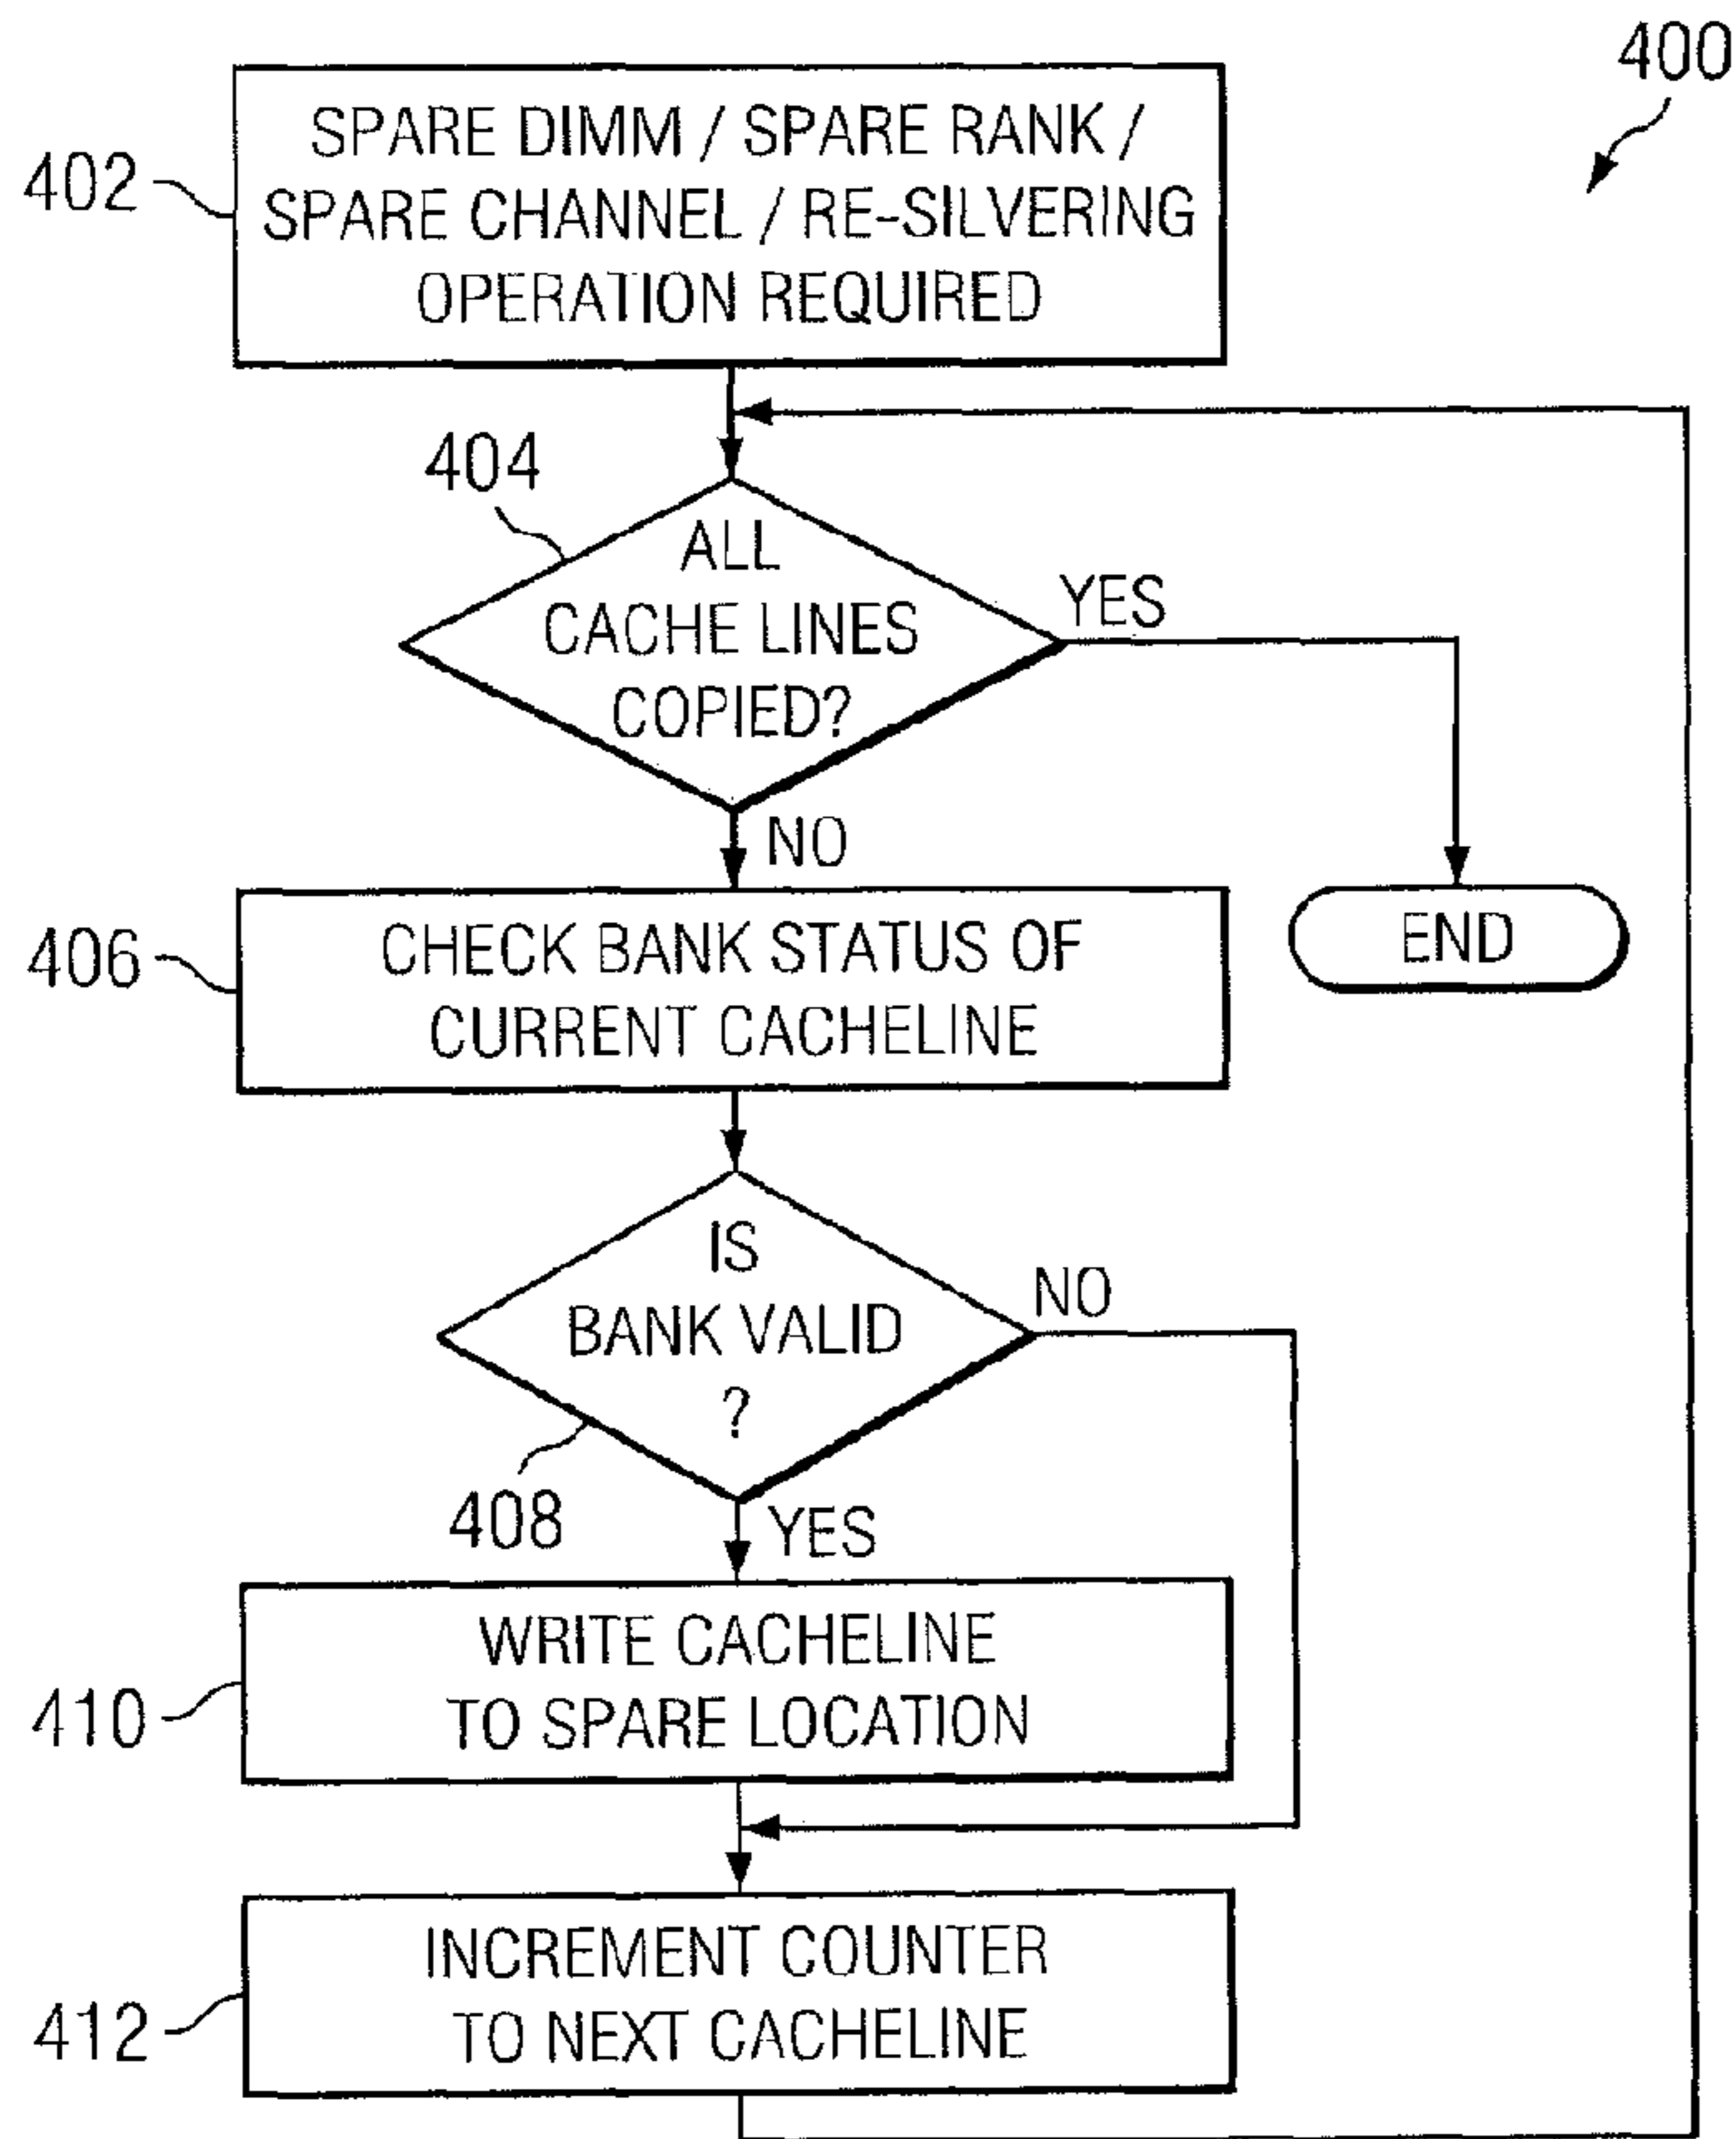 400
402
SPARE DIMM / SPARE RANK /
SPARE CHANNEL / RE-SILVERING
OPERATION REQUIRED
404
ALL
CACHE LINES
COPIED?
YES
NO
406
CHECK BANK STATUS OF
CURRENT CACHELINE
END
IS
BANK VALID
?
NO
408
YES
410
WRITE CACHELINE
TO SPARE LOCATION
412
INCREMENT COUNTER
TO NEXT CACHELINE